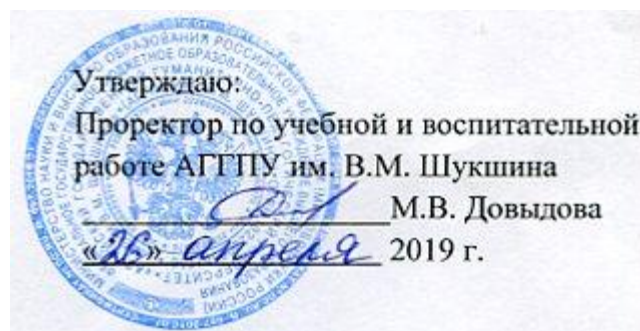 Утверждаю:
Проректор по учебной и воспитательной
работе АГГПУ им. В.М. Шукшина
М.В. Довыдова
«26» апреля 2019 г.